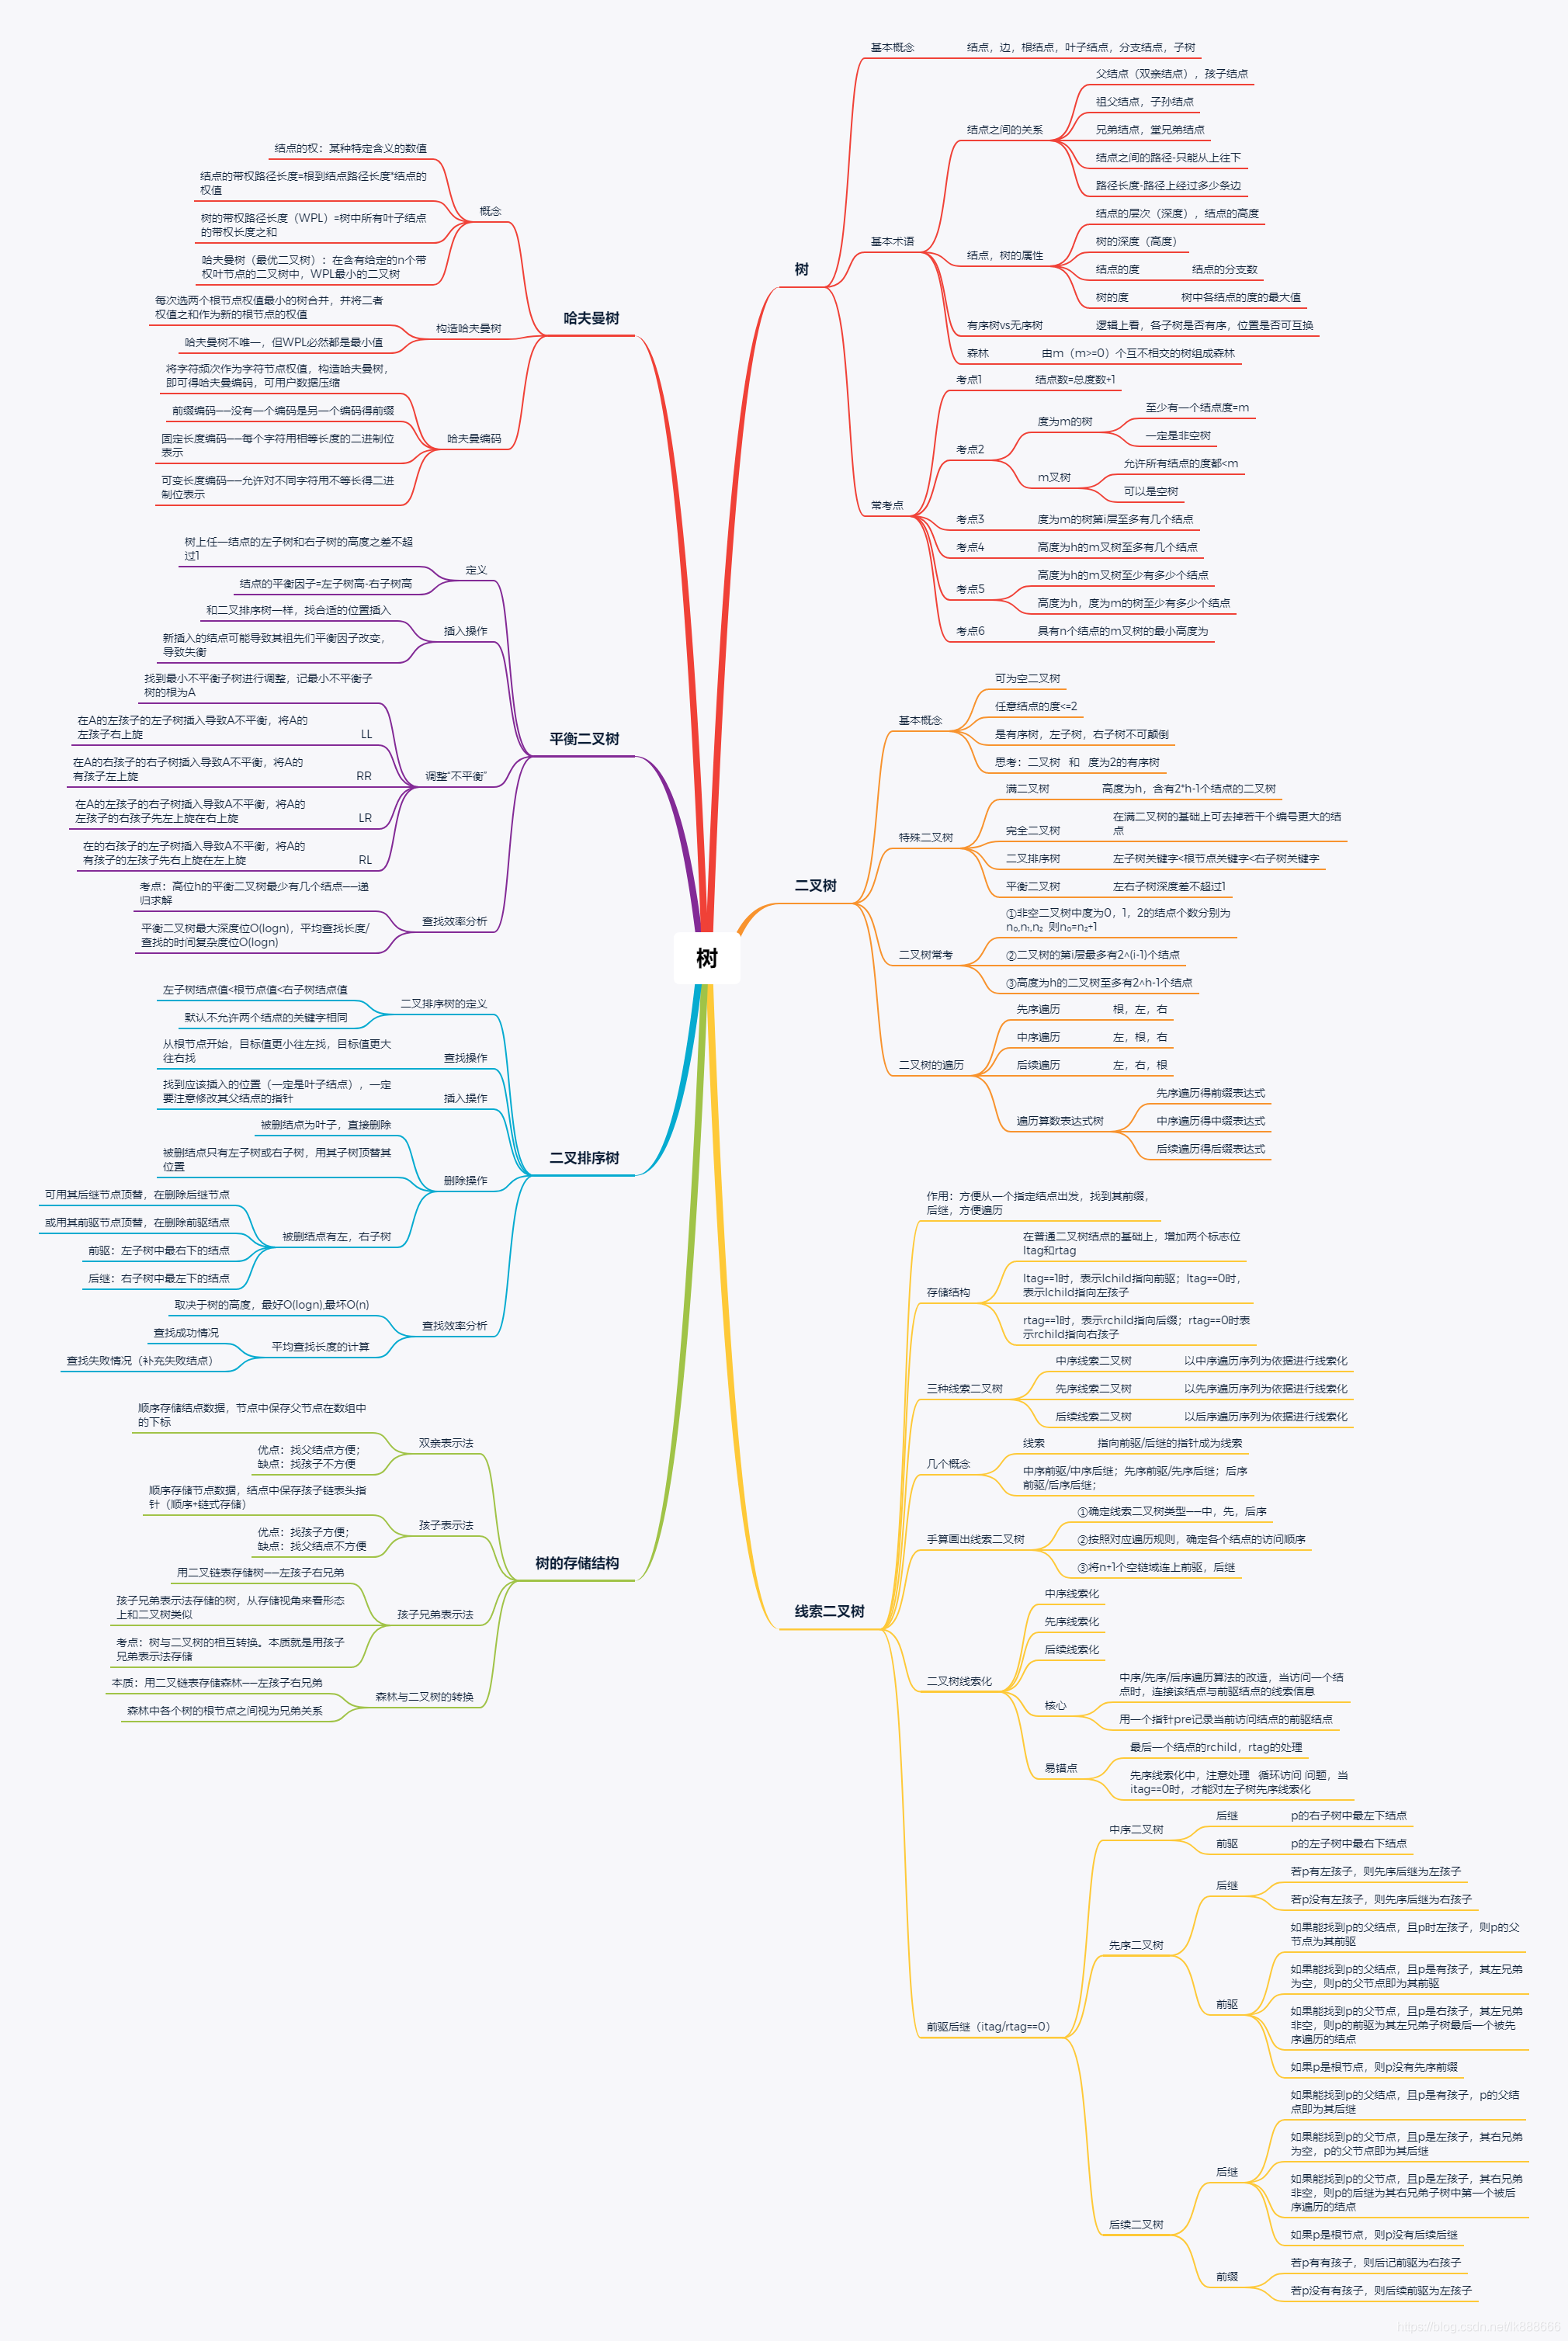 树
树
基本概念
结点，边，根结点，叶子结点，分支结点，子树
基本术语
结点之间的关系
父结点（双亲结点），孩子结点
祖父结点，子孙结点
兄弟结点，堂兄弟结点
结点之间的路径-只能从上往下
路径长度-路径上经过多少条边
结点，树的属性
结点的层次（深度），结点的高度
树的深度（高度）
结点的度
结点的分支数
树的度
树中各结点的度的最大值
有序树vs无序树
逻辑上看，各子树是否有序，位置是否可互换
森林
由m（m>=0）个互不相交的树组成森林
常考点
考点1
结点数=总度数+1
考点2
度为m的树
至少有一个结点度=m
一定是非空树
m叉树
允许所有结点的度都<m
可以是空树
考点3
度为m的树第i层至多有几个结点
考点4
高度为h的m叉树至多有几个结点
考点5
高度为h的m叉树至少有多少个结点
高度为h，度为m的树至少有多少个结点
考点6
具有n个结点的m叉树的最小高度为
二叉树
基本概念
可为空二叉树
任意结点的度<=2
是有序树，左子树，右子树不可颠倒
思考：二叉树 和 度为2的有序树
特殊二叉树
满二叉树
高度为h，含有2*h-1个结点的二叉树
完全二叉树
在满二叉树的基础上可去掉若干个编号更大的结
点
二叉排序树
左子树关键字<根节点关键字<右子树关键字
平衡二叉树
左右子树深度差不超过1
二叉树常考
①非空二叉树中度为0，1，2的结点个数分别为
n₀,n₁,n₂ 则n₀=n₂+1
②二叉树的第i层最多有2^(i-1)个结点
③高度为h的二叉树至多有2^h-1个结点
二叉树的遍历
先序遍历
根，左，右
中序遍历
左，根，右
后续遍历
左，右，根
遍历算数表达式树
先序遍历得前缀表达式
中序遍历得中缀表达式
后续遍历得后缀表达式
线索二叉树
作用：方便从一个指定结点出发，找到其前缀，
后继，方便遍历
存储结构
在普通二叉树结点的基础上，增加两个标志位
ltag和rtag
ltag==1时，表示lchild指向前驱；ltag==0时，
表示lchild指向左孩子
rtag==1时，表示rchild指向后缀；rtag==0时表
示rchild指向右孩子
三种线索二叉树
中序线索二叉树
以中序遍历序列为依据进行线索化
先序线索二叉树
以先序遍历序列为依据进行线索化
后续线索二叉树
以后序遍历序列为依据进行线索化
几个概念
线索
指向前驱/后继的指针成为线索
中序前驱/中序后继；先序前驱/先序后继；后序
前驱/后序后继；
手算画出线索二叉树
①确定线索二叉树类型——中，先，后序
②按照对应遍历规则，确定各个结点的访问顺序
③将n+1个空链域连上前驱，后继
二叉树线索化
中序线索化
先序线索化
后续线索化
核心
中序/先序/后序遍历算法的改造，当访问一个结
点时，连接该结点与前驱结点的线索信息
用一个指针pre记录当前访问结点的前驱结点
易错点
最后一个结点的rchild，rtag的处理
先序线索化中，注意处理 循环访问 问题，当
itag==0时，才能对左子树先序线索化
前驱后继（itag/rtag==0）
中序二叉树
后继
p的右子树中最左下结点
前驱
p的左子树中最右下结点
先序二叉树
后继
若p有左孩子，则先序后继为左孩子
若p没有左孩子，则先序后继为右孩子
前驱
如果能找到p的父结点，且p时左孩子，则p的父
节点为其前驱
如果能找到p的父结点，且p是有孩子，其左兄弟
为空，则p的父节点即为其前驱
如果能找到p的父节点，且p是右孩子，其左兄弟
非空，则p的前驱为其左兄弟子树最后一个被先
序遍历的结点
如果p是根节点，则p没有先序前缀
后续二叉树
后继
如果能找到p的父结点，且p是有孩子，p的父结
点即为其后继
如果能找到p的父节点，且p是左孩子，其右兄弟
为空，p的父节点即为其后继
如果能找到p的父节点，且p是左孩子，其右兄弟
非空，则p的后继为其右兄弟子树中第一个被后
序遍历的结点
如果p是根节点，则p没有后续后继
前缀
若p有有孩子，则后记前驱为右孩子
若p没有有孩子，则后续前驱为左孩子
哈夫曼树
概念
结点的权：某种特定含义的数值
结点的带权路径长度=根到结点路径长度*结点的
权值
树的带权路径长度（WPL）=树中所有叶子结点
的带权长度之和
哈夫曼树（最优二叉树）：在含有给定的n个带
权叶节点的二叉树中，WPL最小的二叉树
构造哈夫曼树
每次选两个根节点权值最小的树合并，并将二者
权值之和作为新的根节点的权值
哈夫曼树不唯一，但WPL必然都是最小值
哈夫曼编码
将字符频次作为字符节点权值，构造哈夫曼树，
即可得哈夫曼编码，可用户数据压缩
前缀编码——没有一个编码是另一个编码得前缀
固定长度编码——每个字符用相等长度的二进制位
表示
可变长度编码——允许对不同字符用不等长得二进
制位表示
平衡二叉树
定义
树上任一结点的左子树和右子树的高度之差不超
过1
结点的平衡因子=左子树高-右子树高
插入操作
和二叉排序树一样，找合适的位置插入
新插入的结点可能导致其祖先们平衡因子改变，
导致失衡
调整“不平衡”
找到最小不平衡子树进行调整，记最小不平衡子
树的根为A
LL
在A的左孩子的左子树插入导致A不平衡，将A的
左孩子右上旋
RR
在A的右孩子的右子树插入导致A不平衡，将A的
有孩子左上旋
LR
在A的左孩子的右子树插入导致A不平衡，将A的
左孩子的右孩子先左上旋在右上旋
RL
在的右孩子的左子树插入导致A不平衡，将A的
有孩子的左孩子先右上旋在左上旋
查找效率分析
考点：高位h的平衡二叉树最少有几个结点——递
归求解
平衡二叉树最大深度位O(logn)，平均查找长度/
查找的时间复杂度位O(logn)
二叉排序树
二叉排序树的定义
左子树结点值<根节点值<右子树结点值
默认不允许两个结点的关键字相同
查找操作
从根节点开始，目标值更小往左找，目标值更大
往右找
插入操作
找到应该插入的位置（一定是叶子结点），一定
要注意修改其父结点的指针
删除操作
被删结点为叶子，直接删除
被删结点只有左子树或右子树，用其子树顶替其
位置
被删结点有左，右子树
可用其后继节点顶替，在删除后继节点
或用其前驱节点顶替，在删除前驱结点
前驱：左子树中最右下的结点
后继：右子树中最左下的结点
查找效率分析
取决于树的高度，最好O(logn),最坏O(n)
平均查找长度的计算
查找成功情况
查找失败情况（补充失败结点）
树的存储结构
双亲表示法
顺序存储结点数据，节点中保存父节点在数组中
的下标
优点：找父结点方便；
缺点：找孩子不方便
孩子表示法
顺序存储节点数据，结点中保存孩子链表头指
针（顺序+链式存储）
优点：找孩子方便；
缺点：找父结点不方便
孩子兄弟表示法
用二叉链表存储树——左孩子右兄弟
孩子兄弟表示法存储的树，从存储视角来看形态
上和二叉树类似
考点：树与二叉树的相互转换。本质就是用孩子
兄弟表示法存储
森林与二叉树的转换
本质：用二叉链表存储森林——左孩子右兄弟
森林中各个树的根节点之间视为兄弟关系
https://blog.csdn.net/lk888666